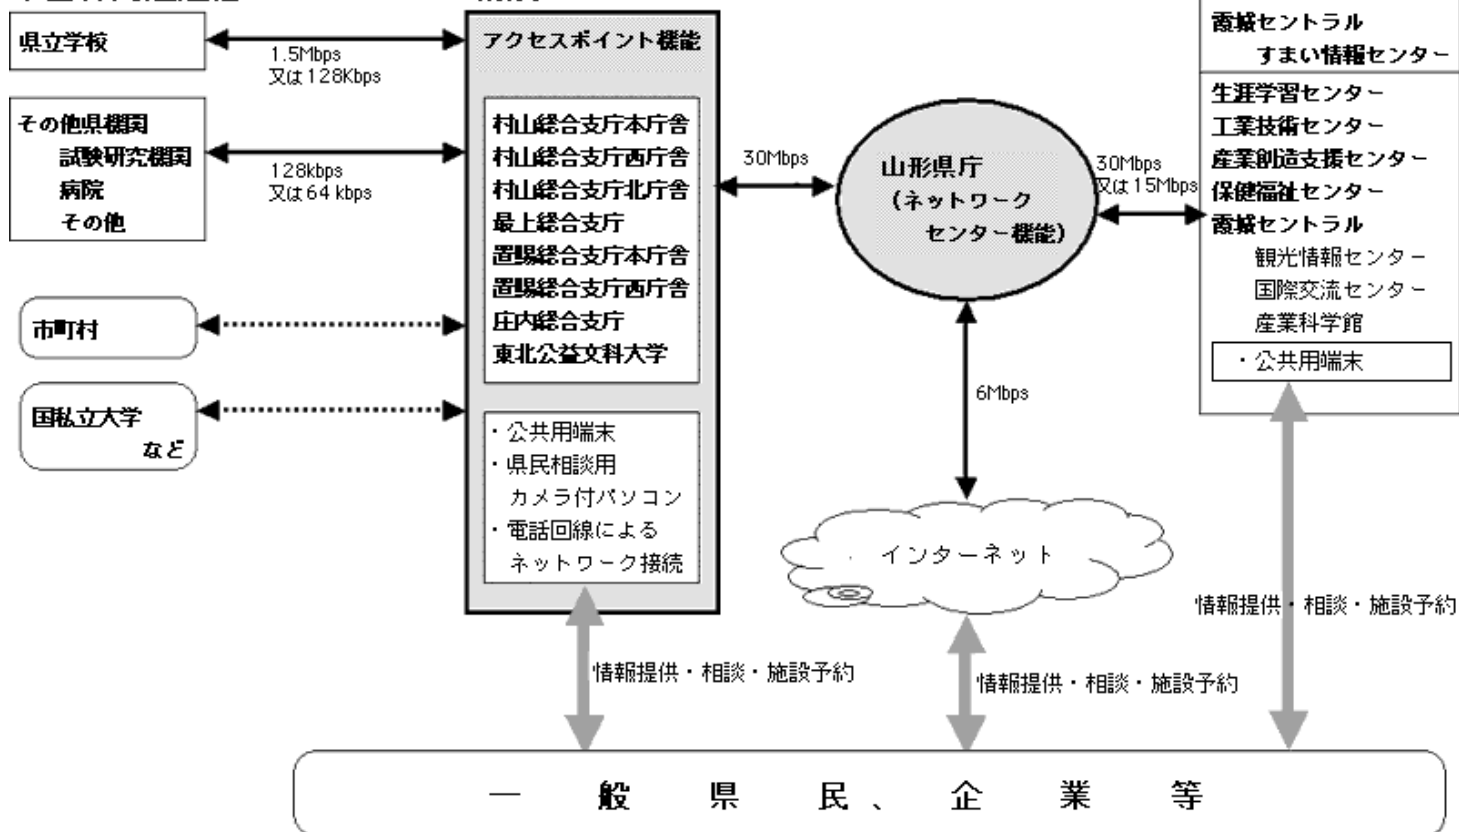 県立学校
1.5Mbps
又は128Kbps
その他県機関
試験研究機関
病院
その他
128kbps
又は64 kbps
市町村
国私立大学
など
アクセスポイント機能
村山総合支庁本庁舎
村山総合支庁西庁舎
村山総合支庁北庁舎
最上総合支庁
置賜総合支庁本庁舎
置賜総合支庁西庁舎
庄内総合支庁
東北公益文科大学
・公共用端末
・県民相談用
カメラ付パソコン
・電話回線による
ネットワーク接続
30Mbps
山形県庁
(ネットワーク
センター機能)
30Mbps
又は15Mbps
6Mbps
インターネット
霞城セントラル
すまい情報センター
生涯学習センター
工業技術センター
産業創造支援センター
保健福祉センター
霞城セントラル
観光情報センター
国際交流センター
産業科学館
・公共用端末
情報提供・相談・施設予約
情報提供・相談・施設予約
情報提供・相談・施設予約
一般県民、企業等